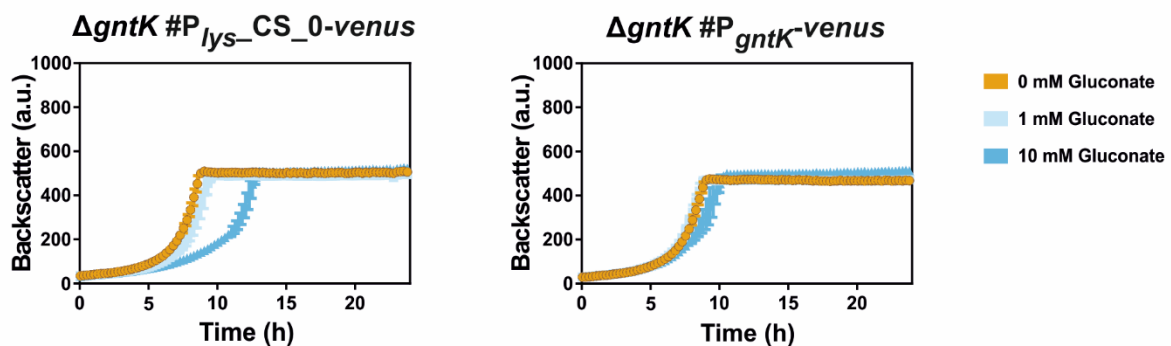 ΔgntK #Plys_CS_0-venus
Backscatter (a.u.)
1000
800
600
400
200
0
0 5 10 15 20
Time (h)
ΔgntK #PgntK-venus
Backscatter (a.u.)
1000
800
600
400
200
0
0 5 10 15 20
Time (h)
0 mM Gluconate
1 mM Gluconate
10 mM Gluconate